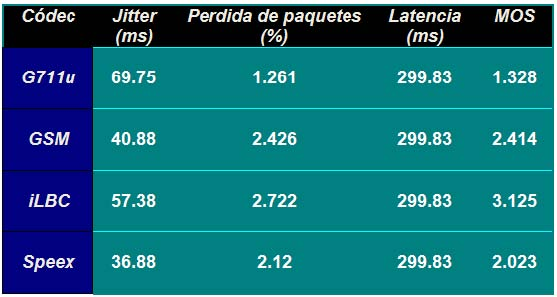 Códec Jitter (ms) Perdida de paquetes (%) Latencia (ms) MOS
G711u 69.75 1.261 299.83 1.328
GSM 40.88 2.426 299.83 2.414
iLBC 57.38 2.722 299.83 3.125
Speex 36.88 2.12 299.83 2.023